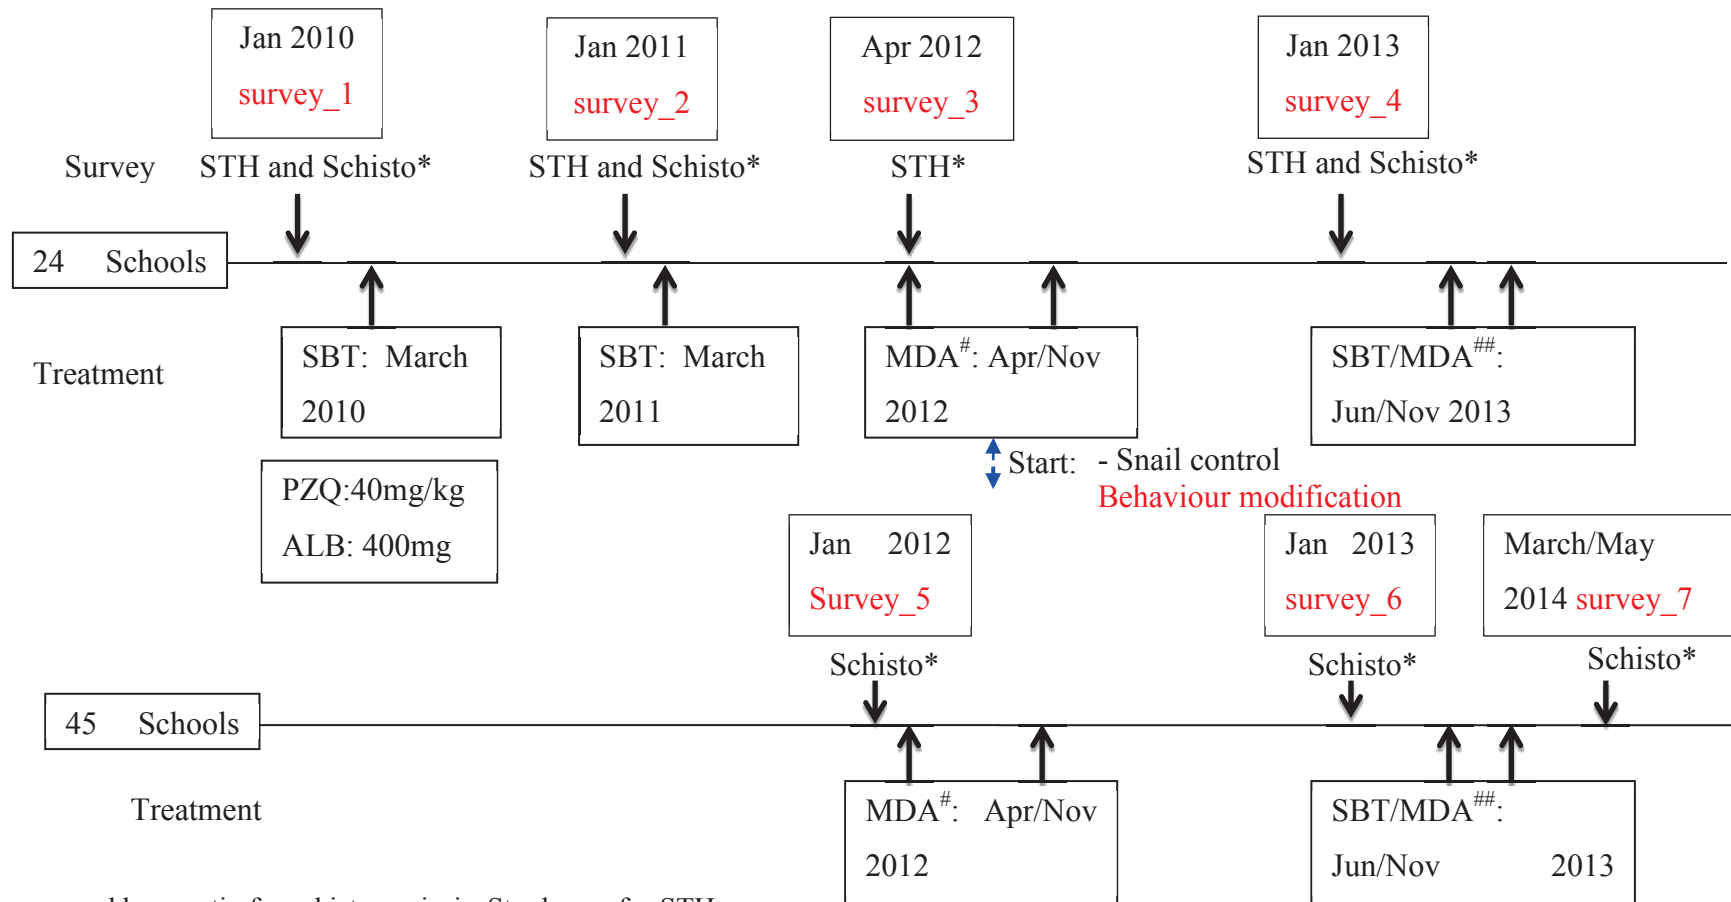 Jan 2010
survey_1
Jan 2011
survey_2
Apr 2012
survey_3
Jan 2013
survey_4
Survey
STH and Schisto*
STH and Schisto*
STH*
STH and Schisto*
24 Schools
Treatment
SBT: March
2010
SBT: March
2011
MDA#: Apr/Nov
2012
SBT/MDA##:
Jun/Nov 2013
PZQ:40mg/kg
ALB: 400mg
Start: - Snail control
Behaviour modification
Jan 2012
Survey_5
Jan 2013
survey_6
March/May
2014 survey_7
Schisto*
Schisto*
Schisto*
45 Schools
Treatment
MDA#: Apr/Nov
2012
SBT/MDA##:
Jun/Nov 2013